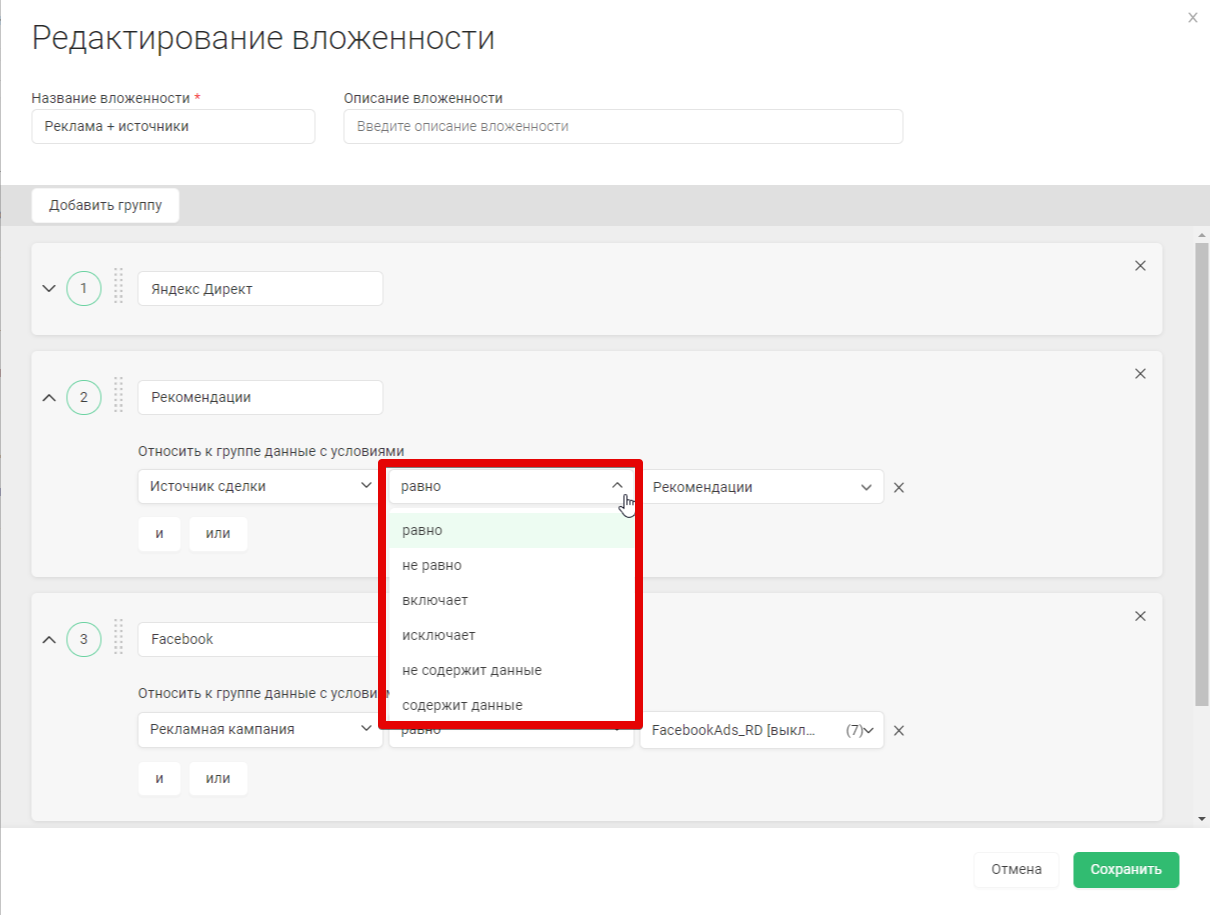 Редактирование вложенности
Название вложенности *
Описание вложенности
Реклама + источники
Введите описание вложенности
Добавить группу
1
Яндекс Директ
2
Рекомендации
Относить к группе данные с условиями
Источник сделки
равно
Рекомендации
и
или
равно
не равно
включает
исключает
не содержит данные
содержит данные
3
Facebook
Относить к группе данные с условиям
Рекламная кампания
равно
FacebookAds_RD [выкл... (7)
и
или
Отмена
Сохранить